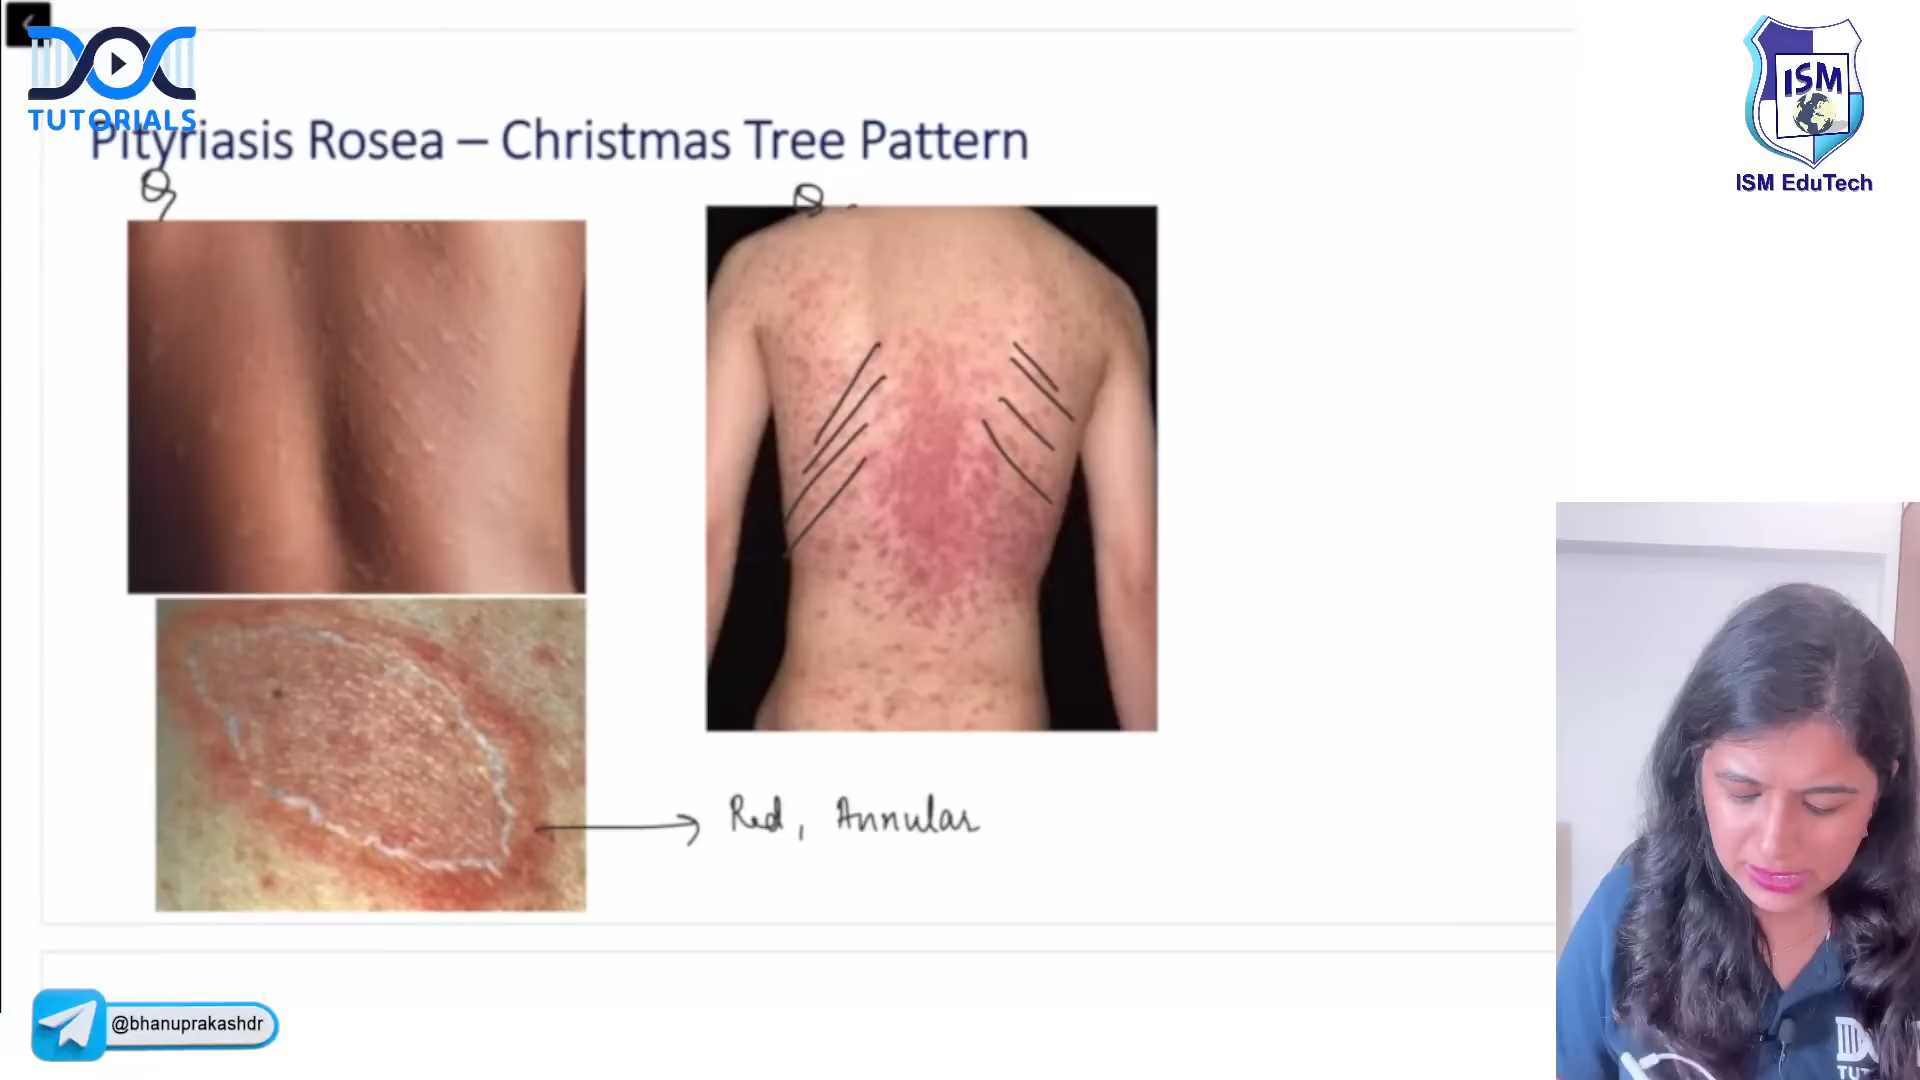 DOC
TUTORIALS
ISM
ISM EduTech
Pityriasis Rosea – Christmas Tree Pattern
Q
Q.
Red, Annular
@bhanuprakashdr